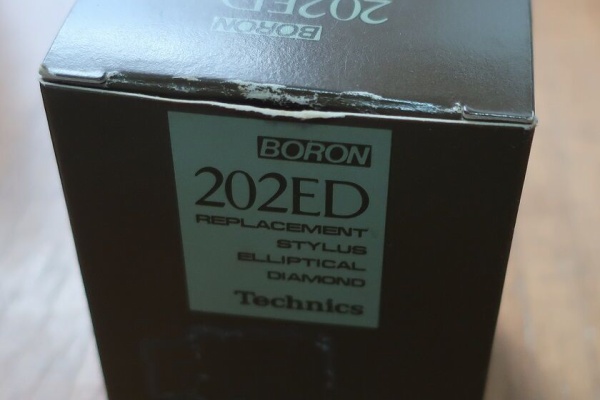 202ED
BORON
BORON
202ED
REPLACEMENT
STYLUS
ELLIPTICAL
DIAMOND
Technics